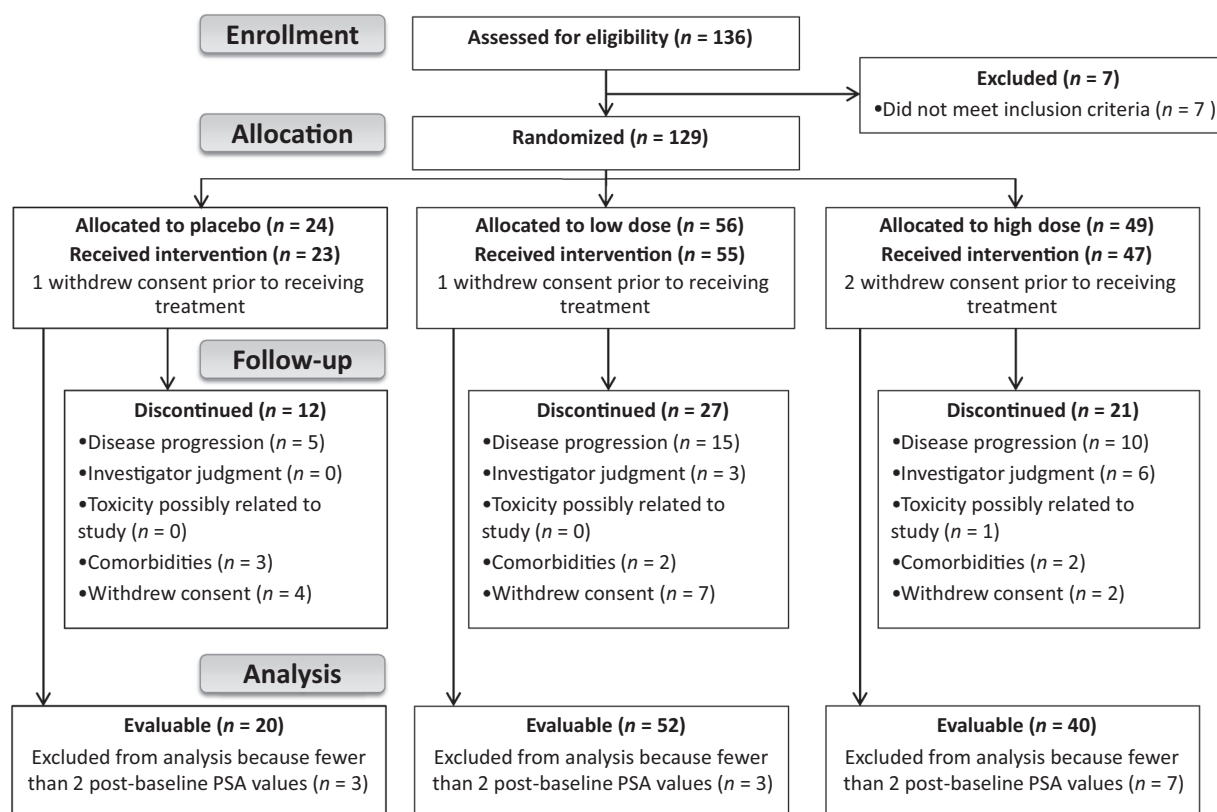 Enrollment
Assessed for eligibility (n = 136)
Excluded (n = 7)
•Did not meet inclusion criteria (n = 7 )
Allocation
Randomized (n = 129)
Allocated to placebo (n = 24)
Received intervention (n = 23)
1 withdrew consent prior to receiving
treatment
Allocated to low dose (n = 56)
Received intervention (n = 55)
1 withdrew consent prior to receiving
treatment
Allocated to high dose (n = 49)
Received intervention (n = 47)
2 withdrew consent prior to receiving
treatment
Follow-up
Discontinued (n = 12)
•Disease progression (n = 5)
•Investigator judgment (n = 0)
•Toxicity possibly related to
study (n = 0)
•Comorbidities (n = 3)
•Withdrew consent (n = 4)
Discontinued (n = 27)
•Disease progression (n = 15)
•Investigator judgment (n = 3)
•Toxicity possibly related to
study (n = 0)
•Comorbidities (n = 2)
•Withdrew consent (n = 7)
Discontinued (n = 21)
•Disease progression (n = 10)
•Investigator judgment (n = 6)
•Toxicity possibly related to
study (n = 1)
•Comorbidities (n = 2)
•Withdrew consent (n = 2)
Analysis
Evaluable (n = 20)
Excluded from analysis because fewer
than 2 post-baseline PSA values (n = 3)
Evaluable (n = 52)
Excluded from analysis because fewer
than 2 post-baseline PSA values (n = 3)
Evaluable (n = 40)
Excluded from analysis because fewer
than 2 post-baseline PSA values (n = 7)